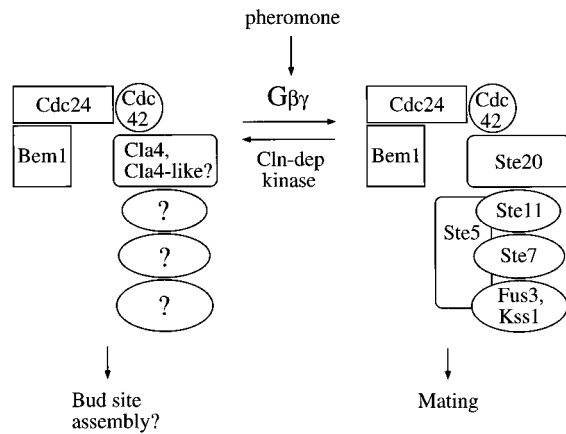 pheromone
Cdc24
Cdc
42
Bem1
Cla4,
Cla4-like?
?
?
?
Bud site
assembly?
Gβγ
Cln-dep
kinase
Cdc24
Cdc
42
Bem1
Ste20
Ste5
Ste11
Ste7
Fus3,
Kss1
Mating